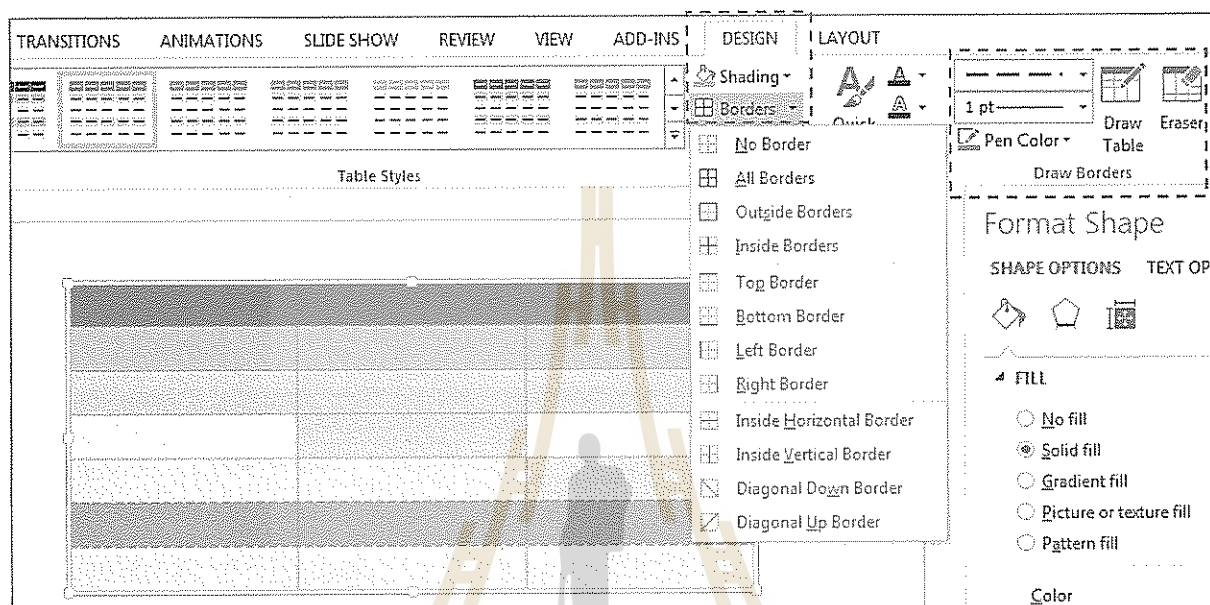 TRANSITIONS ANIMATIONS SLIDE SHOW REVIEW VIEW ADD-INS DESIGN LAYOUT
Shading
Borders
Quick
1 pt
Pen Color
Draw Table
Eraser
Table Styles
Draw Borders
No Border
All Borders
Outside Borders
Inside Borders
Top Border
Bottom Border
Left Border
Right Border
Inside Horizontal Border
Inside Vertical Border
Diagonal Down Border
Diagonal Up Border
Format Shape
SHAPE OPTIONS TEXT OP
FILL
No fill
Solid fill
Gradient fill
Picture or texture fill
Pattern fill
Color